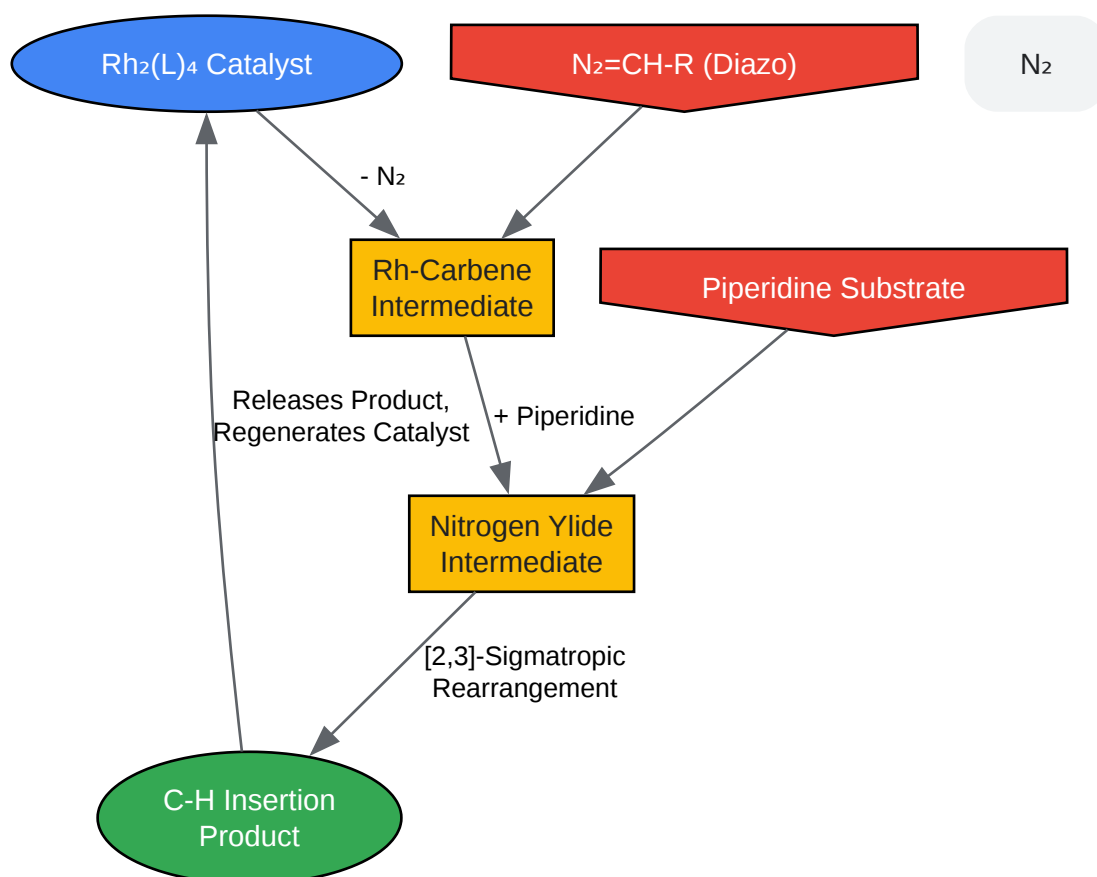 Rh₂(L)₄ Catalyst
N₂=CH-R (Diazo)
N₂
- N₂
Rh-Carbene
Intermediate
Piperidine Substrate
Releases Product,
Regenerates Catalyst
+ Piperidine
Nitrogen Ylide
Intermediate
[2,3]-Sigmatropic
Rearrangement
C-H Insertion
Product